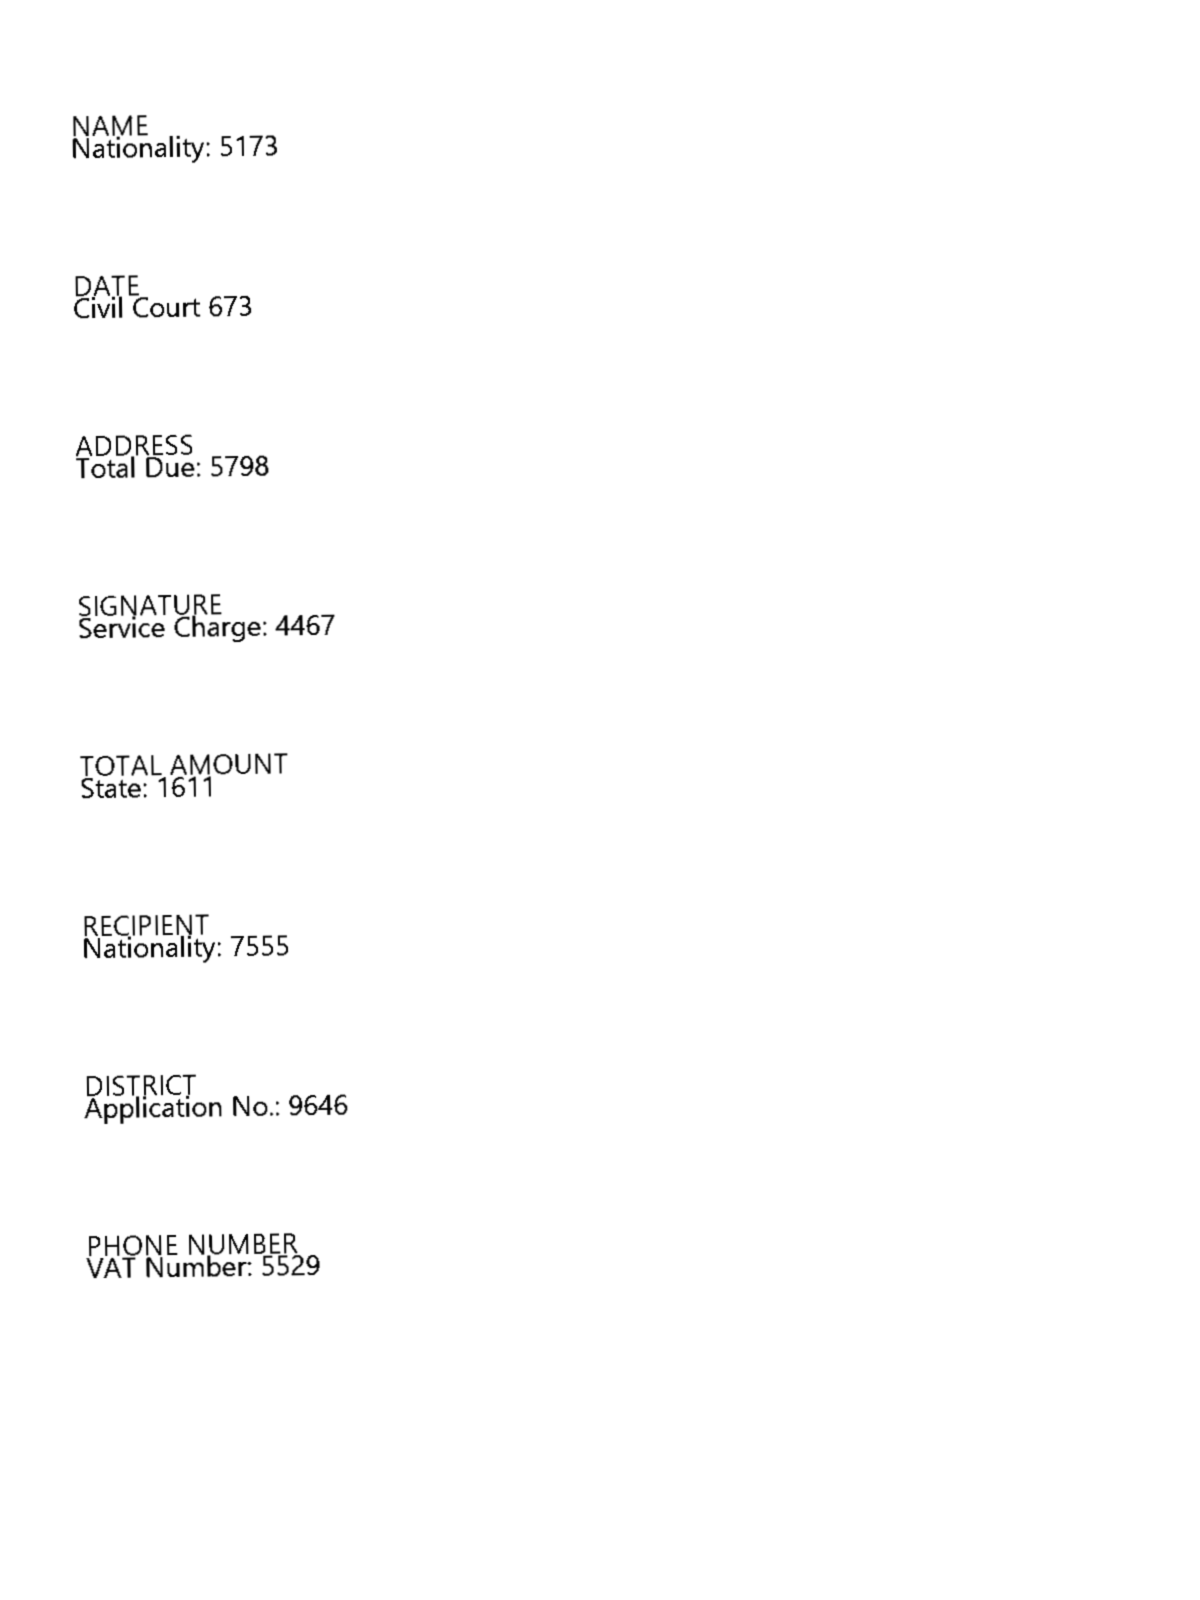 NAME
Nationality: 5173
DATE
Civil Court 673
ADDRESS
Total Due: 5798
SIGNATURE
Service Charge: 4467
TOTAL AMOUNT
State: 1611
RECIPIENT
Nationality: 7555
DISTRICT
Application No.: 9646
PHONE NUMBER
VAT Number: 5529